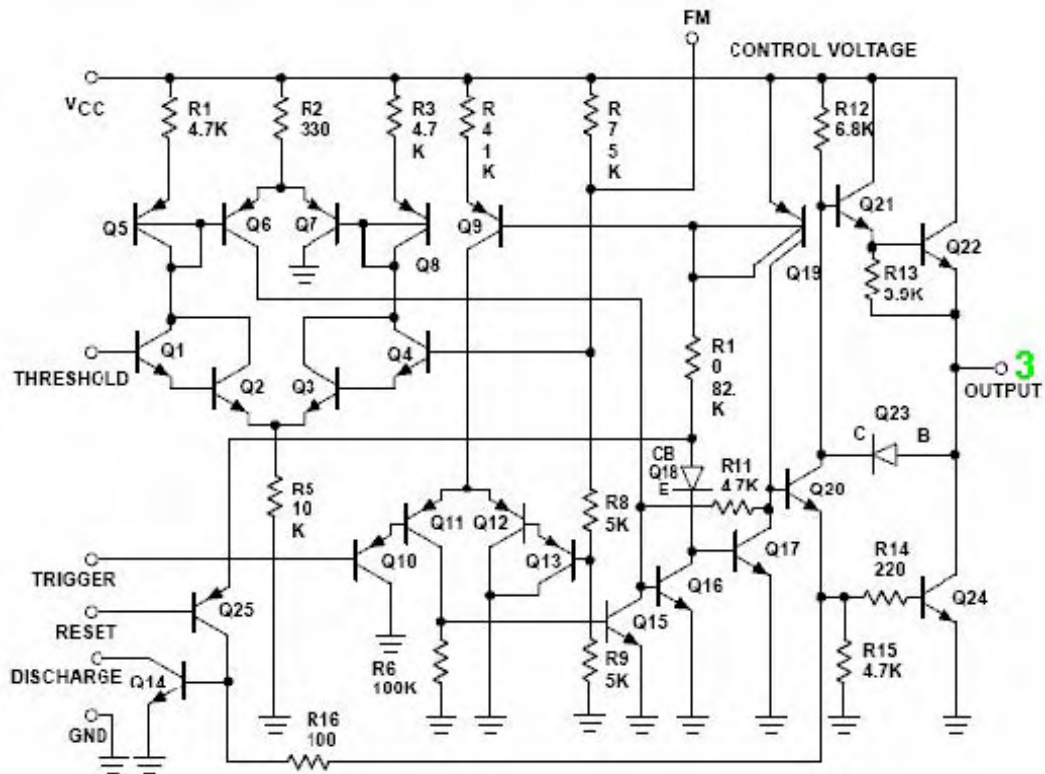 FM
CONTROL VOLTAGE
VCC
R1
4.7K
R2
330
R3
4.7
K
R
4
1
K
R
7
5
K
R12
6.8K
Q5
Q6
Q7
Q8
Q9
Q19
Q21
Q22
R13
3.9K
Q1
THRESHOLD
Q2
Q3
Q4
R1
0
82.
K
3
OUTPUT
Q23
C
B
CB
Q18
E
R11
4.7K
Q20
R5
10
K
R8
5K
Q11
Q12
Q10
Q13
TRIGGER
Q17
Q16
R14
220
Q24
Q25
RESET
Q15
R15
4.7K
DISCHARGE
Q14
R6
100K
R9
5K
GND
R16
100